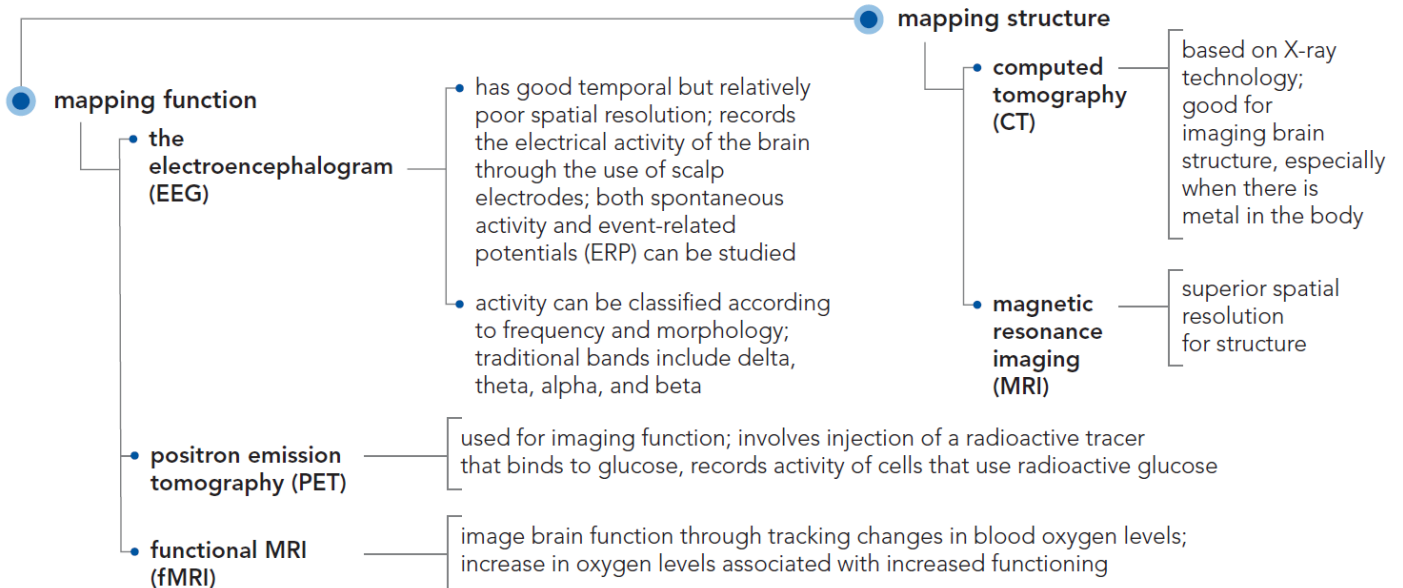 mapping structure
computed
tomography
(CT)
based on X-ray
technology;
good for
imaging brain
structure, especially
when there is
metal in the body
magnetic
resonance
imaging
(MRI)
superior spatial
resolution
for structure
mapping function
the
electroencephalogram
(EEG)
has good temporal but relatively
poor spatial resolution; records
the electrical activity of the brain
through the use of scalp
electrodes; both spontaneous
activity and event-related
potentials (ERP) can be studied
activity can be classified according
to frequency and morphology;
traditional bands include delta,
theta, alpha, and beta
positron emission
tomography (PET)
used for imaging function; involves injection of a radioactive tracer
that binds to glucose, records activity of cells that use radioactive glucose
functional MRI
(fMRI)
image brain function through tracking changes in blood oxygen levels;
increase in oxygen levels associated with increased functioning